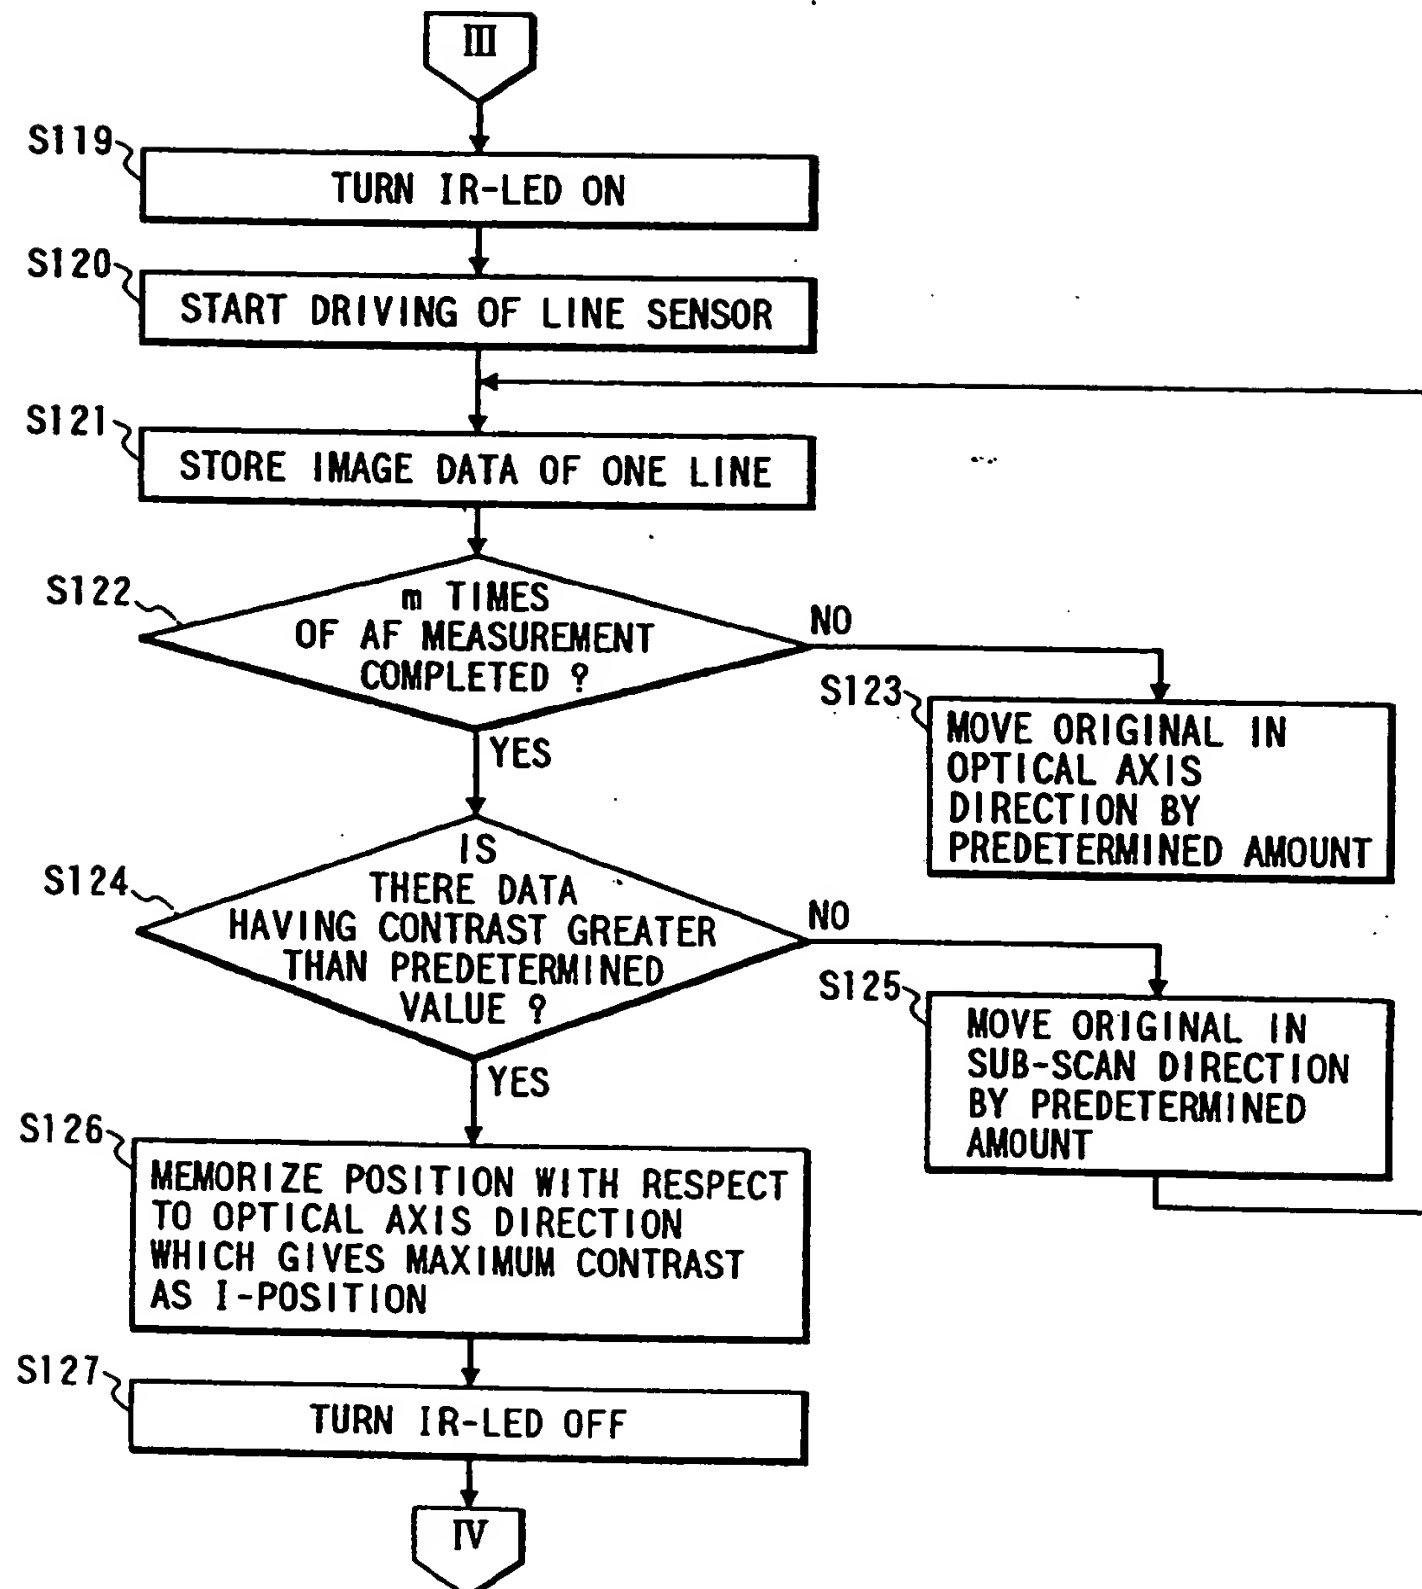 III
S119
TURN IR-LED ON
S120
START DRIVING OF LINE SENSOR
S121
STORE IMAGE DATA OF ONE LINE
S122
m TIMES
OF AF MEASUREMENT
COMPLETED ?
NO
YES
S123
MOVE ORIGINAL IN
OPTICAL AXIS
DIRECTION BY
PREDETERMINED AMOUNT
S124
IS
THERE DATA
HAVING CONTRAST GREATER
THAN PREDETERMINED
VALUE ?
NO
YES
S125
MOVE ORIGINAL IN
SUB-SCAN DIRECTION
BY PREDETERMINED
AMOUNT
S126
MEMORIZE POSITION WITH RESPECT
TO OPTICAL AXIS DIRECTION
WHICH GIVES MAXIMUM CONTRAST
AS I-POSITION
S127
TURN IR-LED OFF
IV